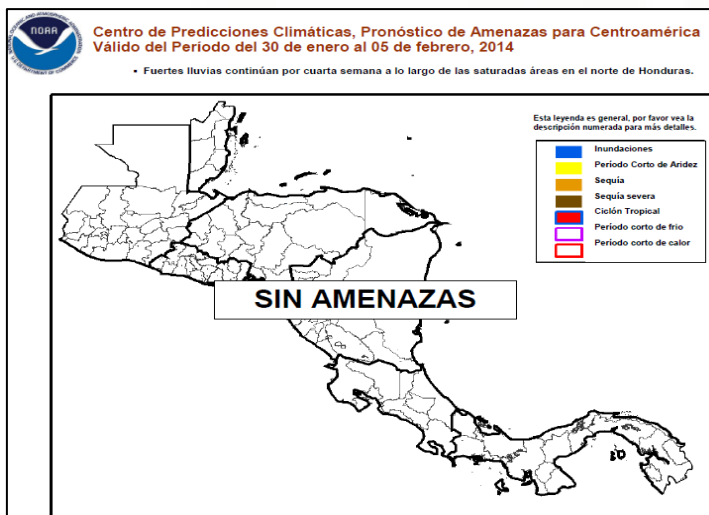 Centro de Predicciones Climáticas, Pronóstico de Amenazas para Centroamérica
Válido del Período del 30 de enero al 05 de febrero, 2014
• Fuertes lluvias continúan por cuarta semana a lo largo de las saturadas áreas en el norte de Honduras.
NOAA
Esta leyenda es general, por favor vea la
descripción numerada para más detalles.
Inundaciones
Período Corto de Aridez
Sequía
Sequía severa
Ciclón Tropical
Período corto de frio
Período corto de calor
SIN AMENAZAS